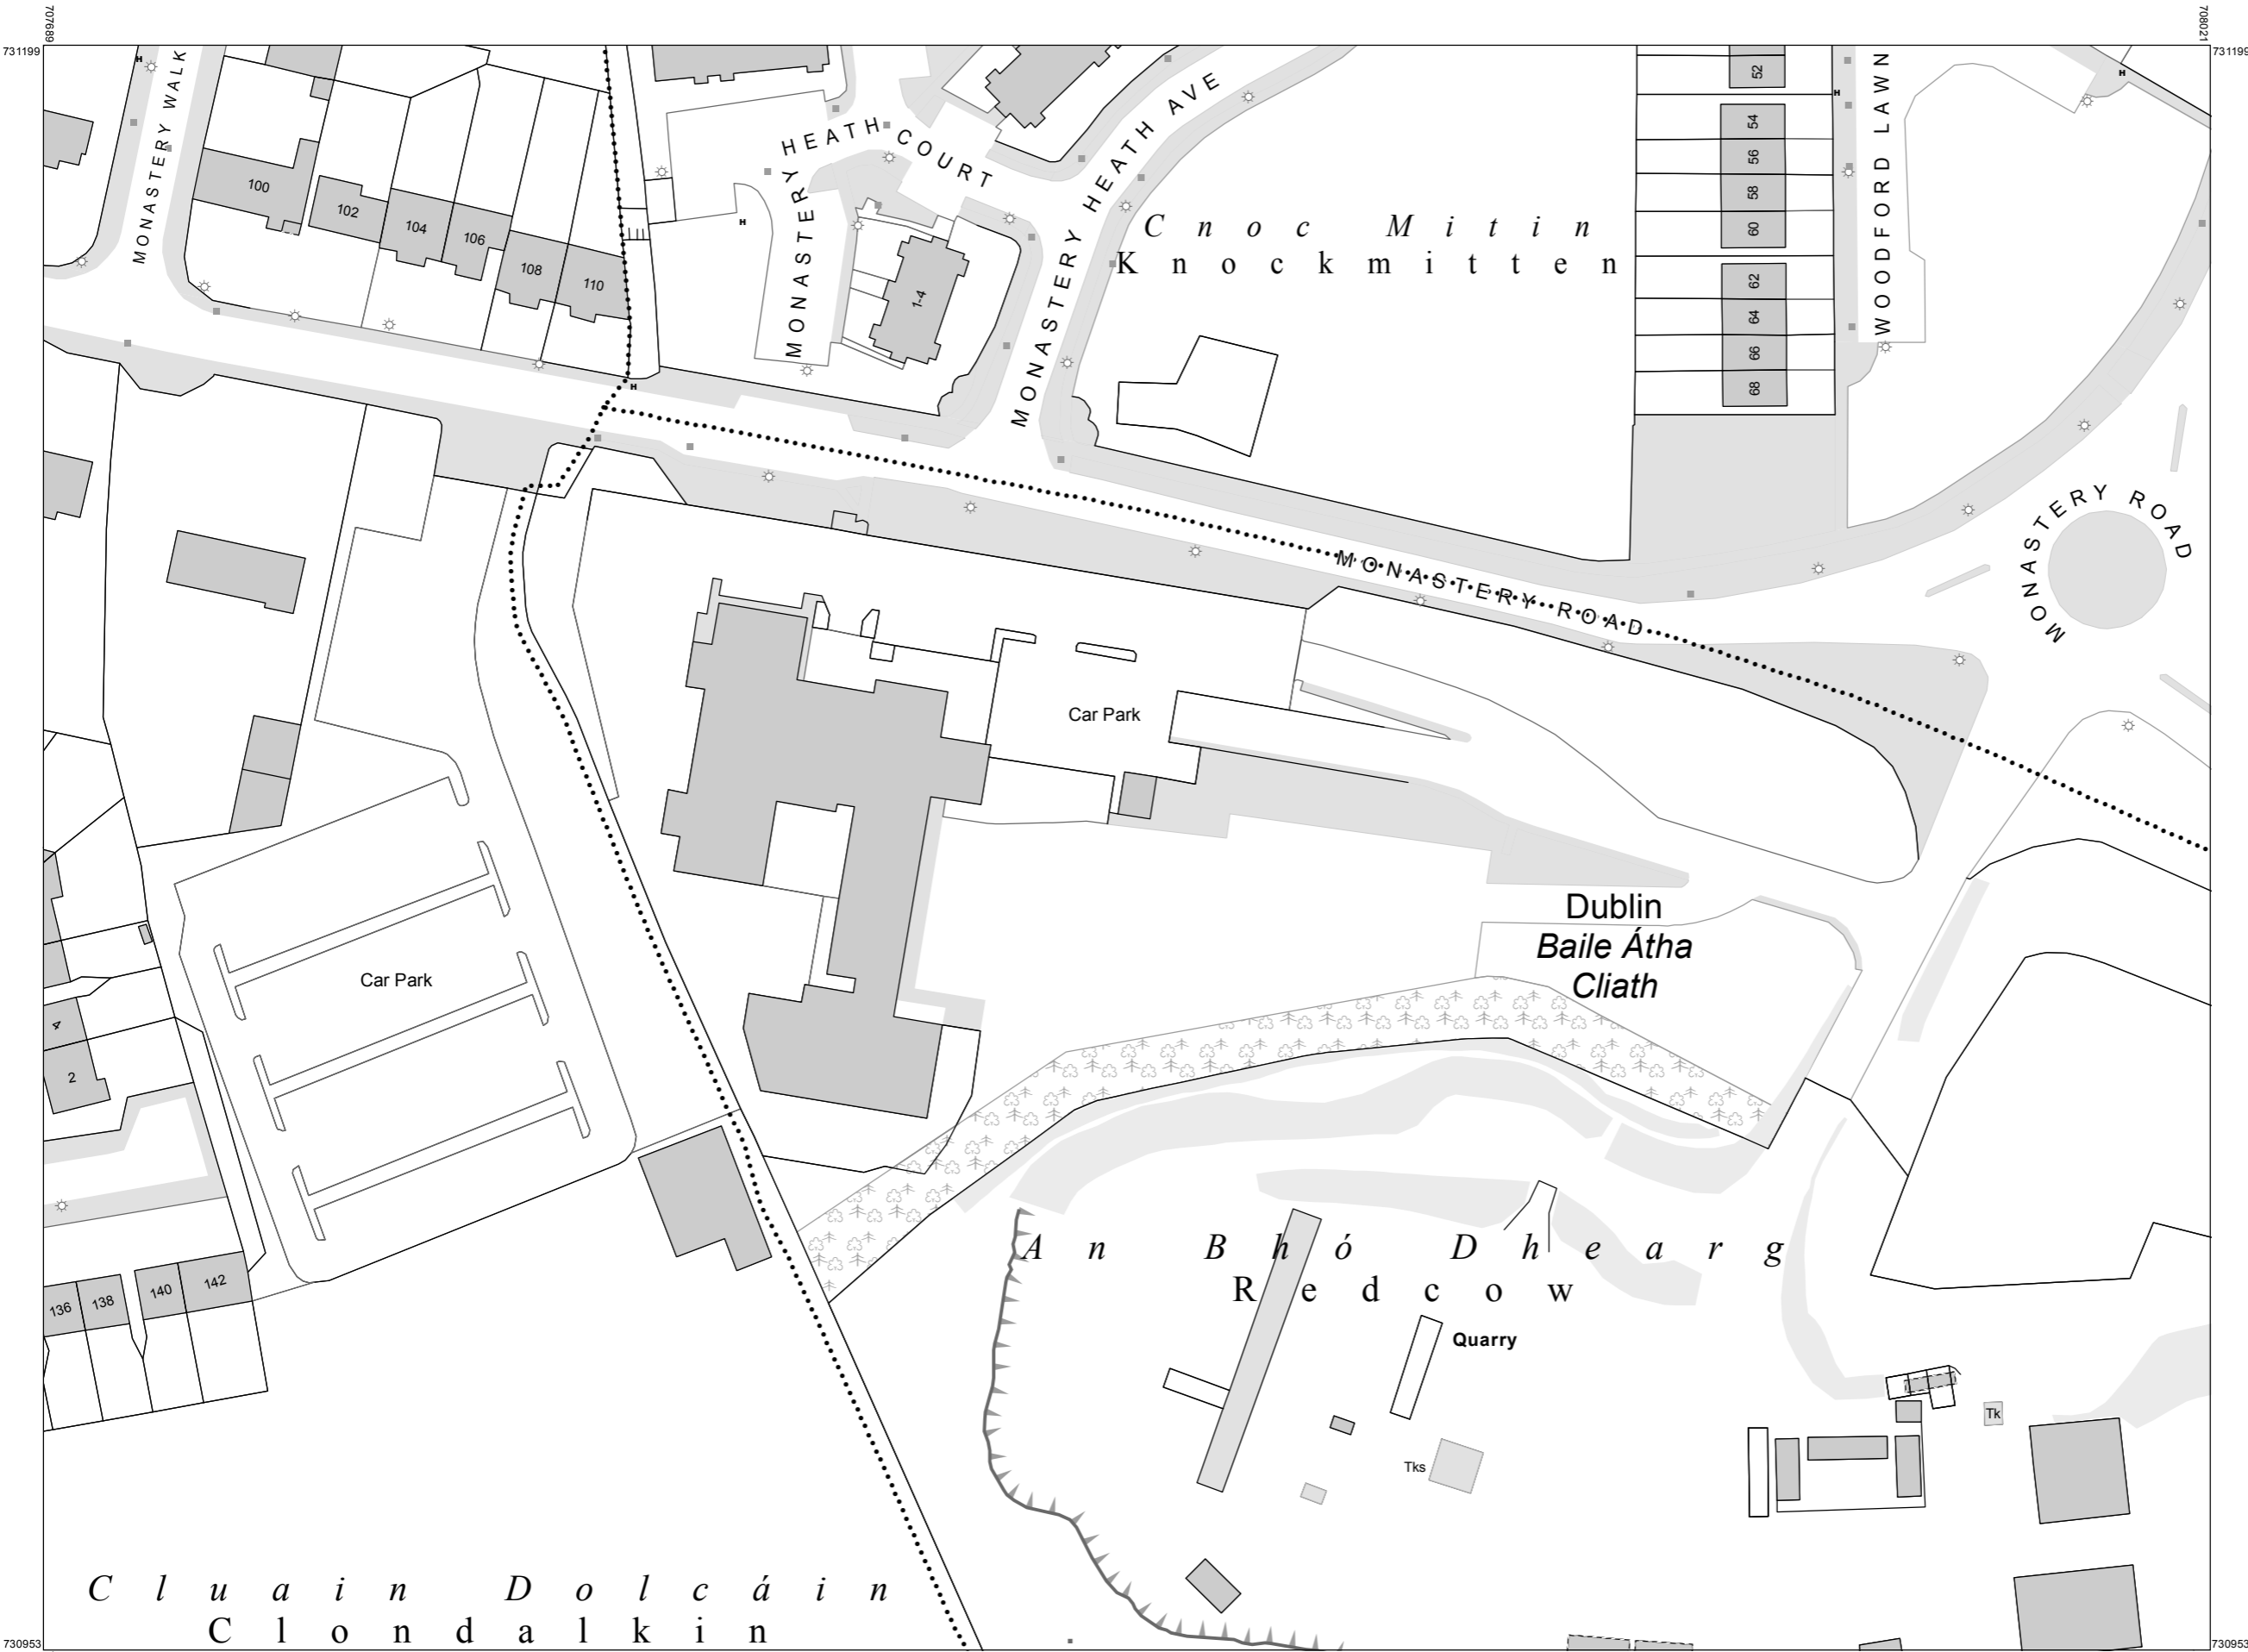 707689
708021
731199
731199
H
MONASTERY WALK
100
102
104
106
108
110
H
H
MONASTERY HEATH COURT
1-4
MONASTERY HEATH AVE
Cnoc Mitin
Knockmitten
52
54
56
58
60
62
64
66
68
H
WOODFORD LAWN
H
MONASTERY ROAD
MONASTERY ROAD
Car Park
Dublin
Baile Átha
Cliath
Car Park
4
2
136
138
140
142
An Bhó Dhearg
Redcow
Quarry
Tks
Tk
Cluain Dolcáin
Clondalkin
730953
730953